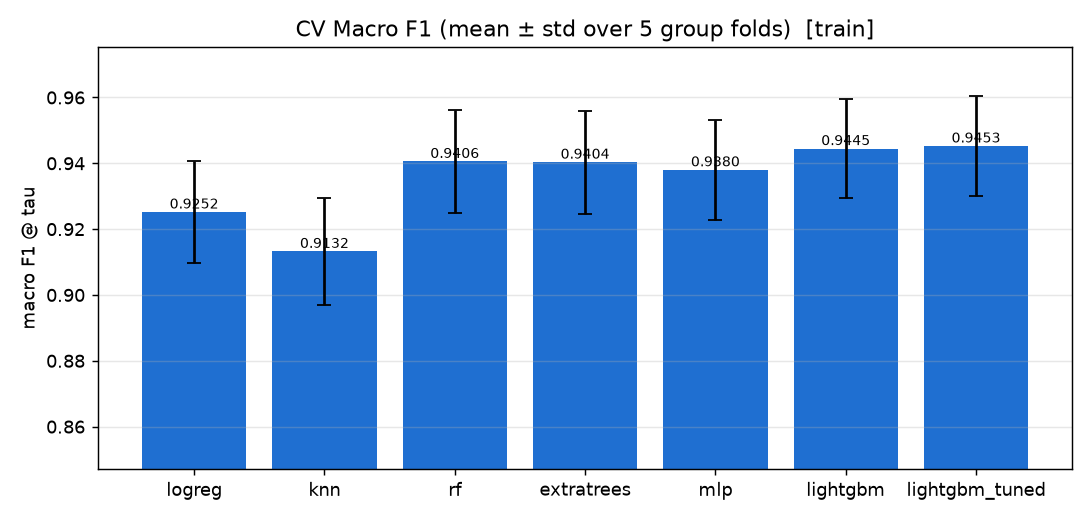 CV Macro F1 (mean ± std over 5 group folds) [train]
macro F1 @ tau
0.96
0.94
0.92
0.90
0.88
0.86
0.9252
0.9132
0.9406
0.9404
0.9380
0.9445
0.9453
logreg
knn
rf
extratrees
mlp
lightgbm
lightgbm_tuned